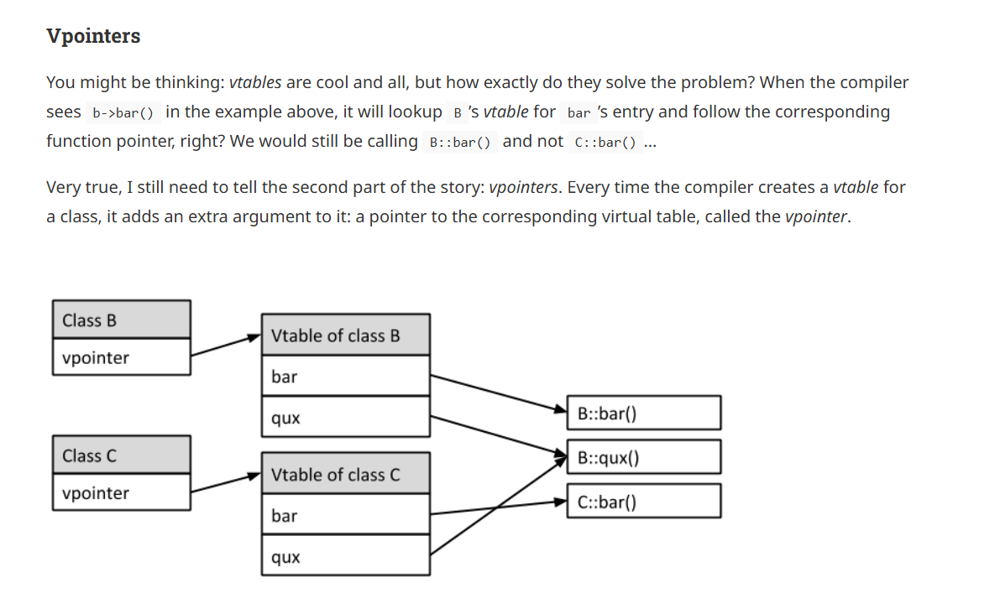 Vpointers
You might be thinking: vtables are cool and all, but how exactly do they solve the problem? When the compiler
sees b->bar() in the example above, it will lookup B 's vtable for bar 's entry and follow the corresponding
function pointer, right? We would still be calling B::bar() and not C::bar() ...
Very true, I still need to tell the second part of the story: vpointers. Every time the compiler creates a vtable for
a class, it adds an extra argument to it: a pointer to the corresponding virtual table, called the vpointer.
Class B
vpointer
Vtable of class B
bar
qux
Class C
vpointer
Vtable of class C
bar
qux
B::bar()
B::qux()
C::bar()